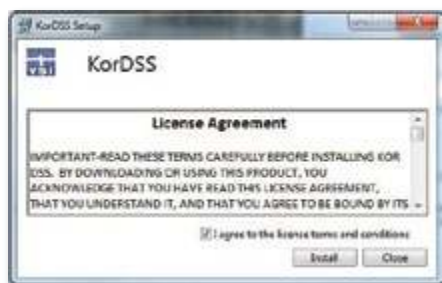 KorDSS Setup
YSI
KorDSS
License Agreement
IMPORTANT-READ THESE TERMS CAREFULLY BEFORE INSTALLING KOR
DSS. BY DOWNLOADING OR USING THIS PRODUCT, YOU
ACKNOWLEDGE THAT YOU HAVE READ THIS LICENSE AGREEMENT,
THAT YOU UNDERSTAND IT, AND THAT YOU AGREE TO BE BOUND BY ITS
I agree to the license terms and conditions
Install Close